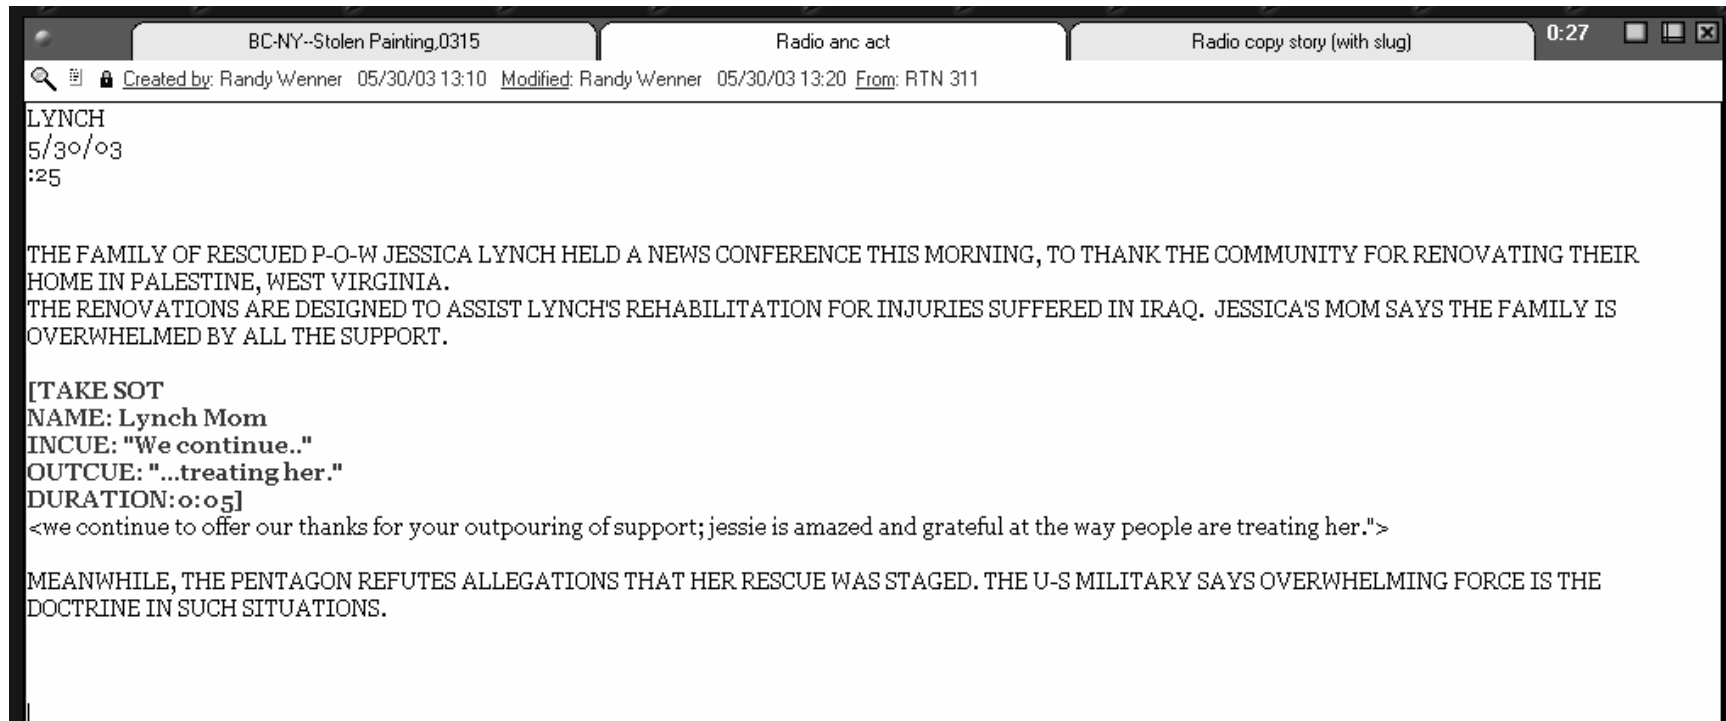 BC-NY--Stolen Painting,0315 Radio anc act Radio copy story (with slug) 0:27
Created by: Randy Wenner 05/30/03 13:10 Modified: Randy Wenner 05/30/03 13:20 From: RTN 311
LYNCH
5/30/03
:25
THE FAMILY OF RESCUED P-O-W JESSICA LYNCH HELD A NEWS CONFERENCE THIS MORNING, TO THANK THE COMMUNITY FOR RENOVATING THEIR
HOME IN PALESTINE, WEST VIRGINIA.
THE RENOVATIONS ARE DESIGNED TO ASSIST LYNCH'S REHABILITATION FOR INJURIES SUFFERED IN IRAQ. JESSICA'S MOM SAYS THE FAMILY IS
OVERWHELMED BY ALL THE SUPPORT.
[TAKE SOT
NAME: Lynch Mom
INCUE: "We continue.."
OUTCUE: "...treating her."
DURATION:0:05]
<we continue to offer our thanks for your outpouring of support; jessie is amazed and grateful at the way people are treating her.">
MEANWHILE, THE PENTAGON REFUTES ALLEGATIONS THAT HER RESCUE WAS STAGED. THE U-S MILITARY SAYS OVERWHELMING FORCE IS THE
DOCTRINE IN SUCH SITUATIONS.